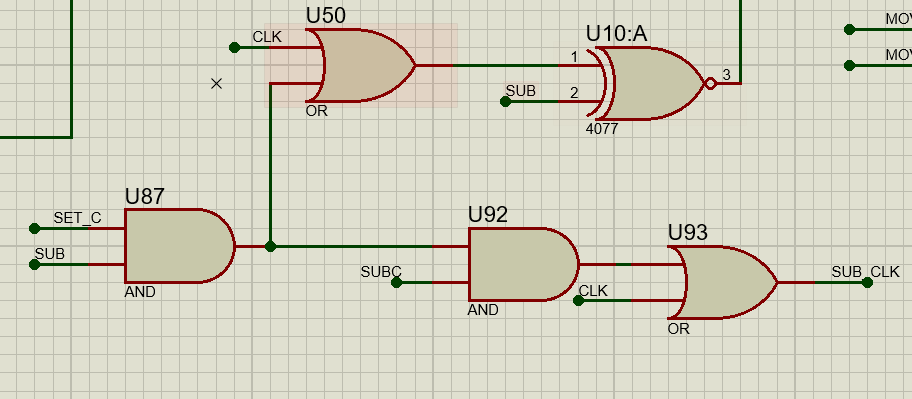 U50
CLK
OR
U10:A
1
SUB
2
3
4077
MOV
MOV
U87
SET_C
SUB
AND
U92
SUBC
AND
U93
CLK
SUB_CLK
OR